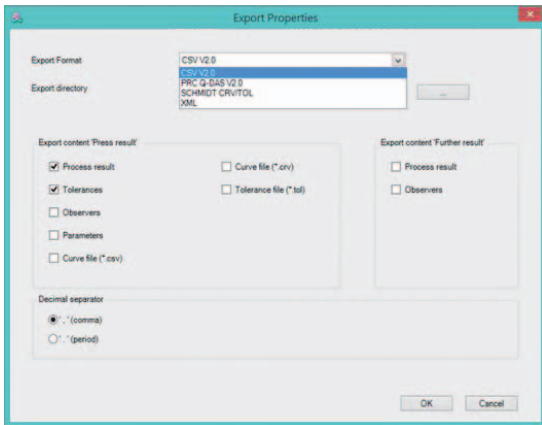 Export Properties
Export Format
CSV V2.0
CSV V2.0
Export directory
PRC Q-DAS V2.0
SCHMIDT CRV/TOL
XML
...
Export content 'Press result'
Export content 'Further result'
Process result
Curve file (*.crv)
Process result
Tolerances
Tolerance file (*.tol)
Observers
Observers
Parameters
Curve file (*.csv)
Decimal separator
' , ' (comma)
' . ' (period)
OK
Cancel